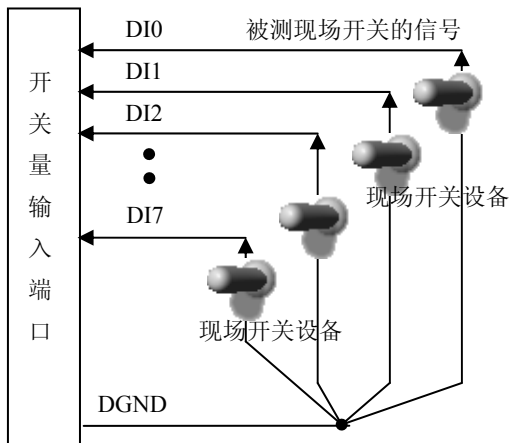 DI0 被测现场开关的信号
DI1
DI2
现场开关设备
DI7
现场开关设备
DGND
开关量输入端口